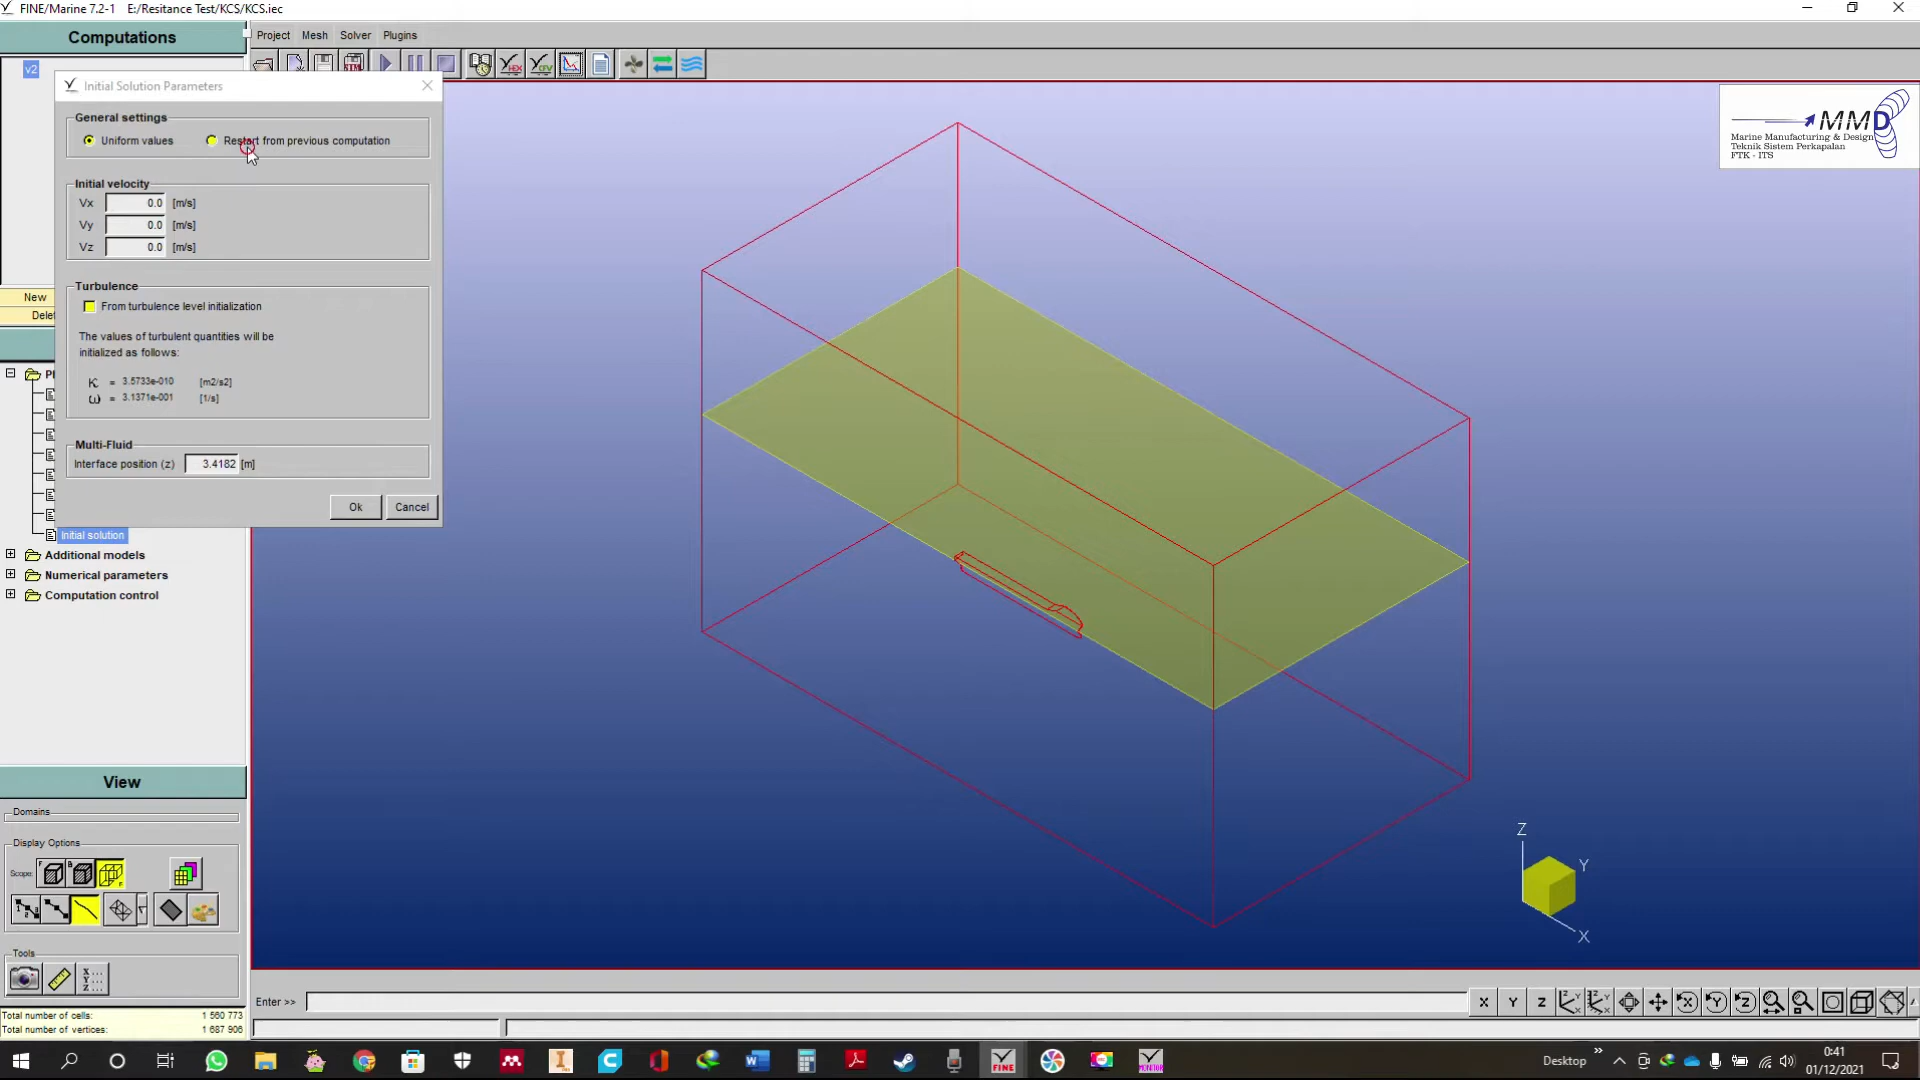 FINE/Marine 7.2-1 E:/Resitance Test/KCS/KCS.iec
Computations
Project Mesh Solver Plugins
v2
Initial Solution Parameters
General settings
Uniform values
Restart from previous computation
Initial velocity
Vx 0.0 [m/s]
Vy 0.0 [m/s]
Vz 0.0 [m/s]
Turbulence
From turbulence level initialization
The values of turbulent quantities will be
initialized as follows:
K = 3.5733e-010 [m2/s2]
ω = 3.1371e-001 [1/s]
Multi-Fluid
Interface position (z) 3.4182 [m]
Ok Cancel
New
Delet
Initial solution
Additional models
Numerical parameters
Computation control
MMD
Marine Manufacturing & Design
Teknik Sistem Perkapalan
FTK - ITS
Z
Y
X
View
Domains
Display Options
Scope:
Tools
Total number of cells: 1 560 773
Total number of vertices: 1 687 906
Enter >>
X Y Z
FINE
MONITOR
Desktop
0:41
01/12/2021